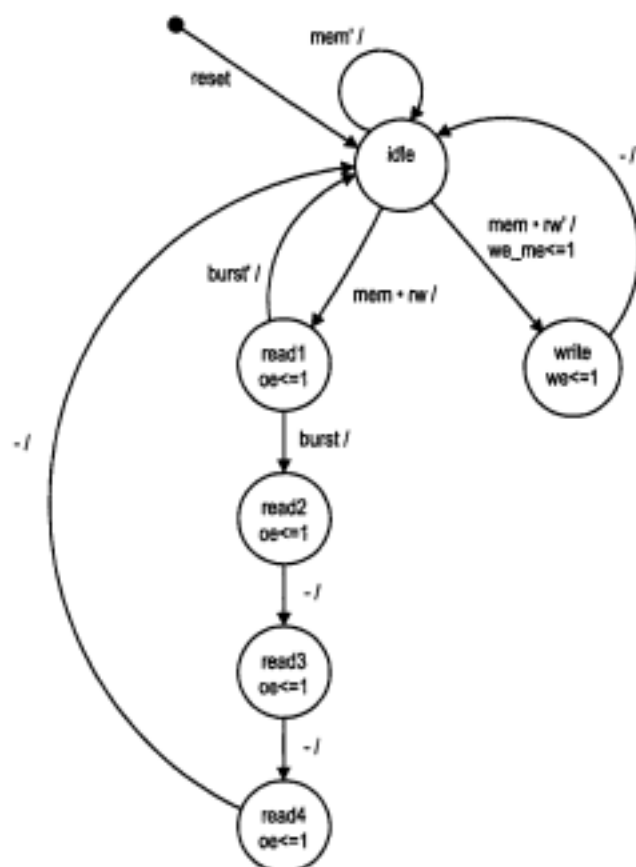 mem' /
reset
idle
- /
mem • rw' /
we_me<=1
burst' /
mem • rw /
read1
oe<=1
write
we<=1
burst /
- /
read2
oe<=1
- /
read3
oe<=1
- /
read4
oe<=1